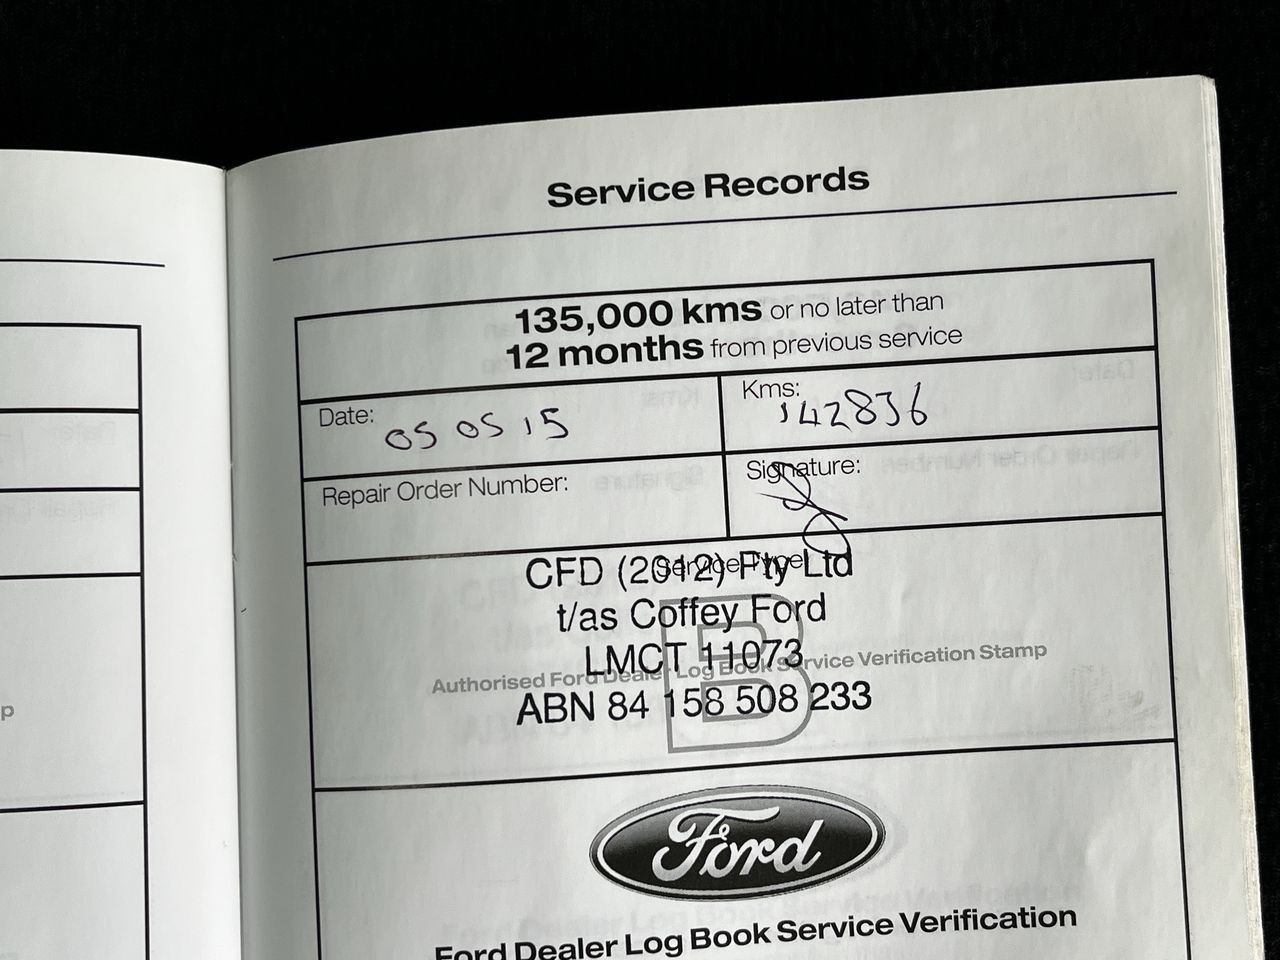 Service Records
135,000 kms or no later than
12 months from previous service
Date: 05 05 15
Kms: 142836
Repair Order Number:
Signature:
Service Type
CFD (2012) Pty Ltd
t/as Coffey Ford
LMCT 11073
Authorised Ford Dealer Log Book Service Verification Stamp
B
ABN 84 158 508 233
Ford
Ford Dealer Log Book Service Verification
p